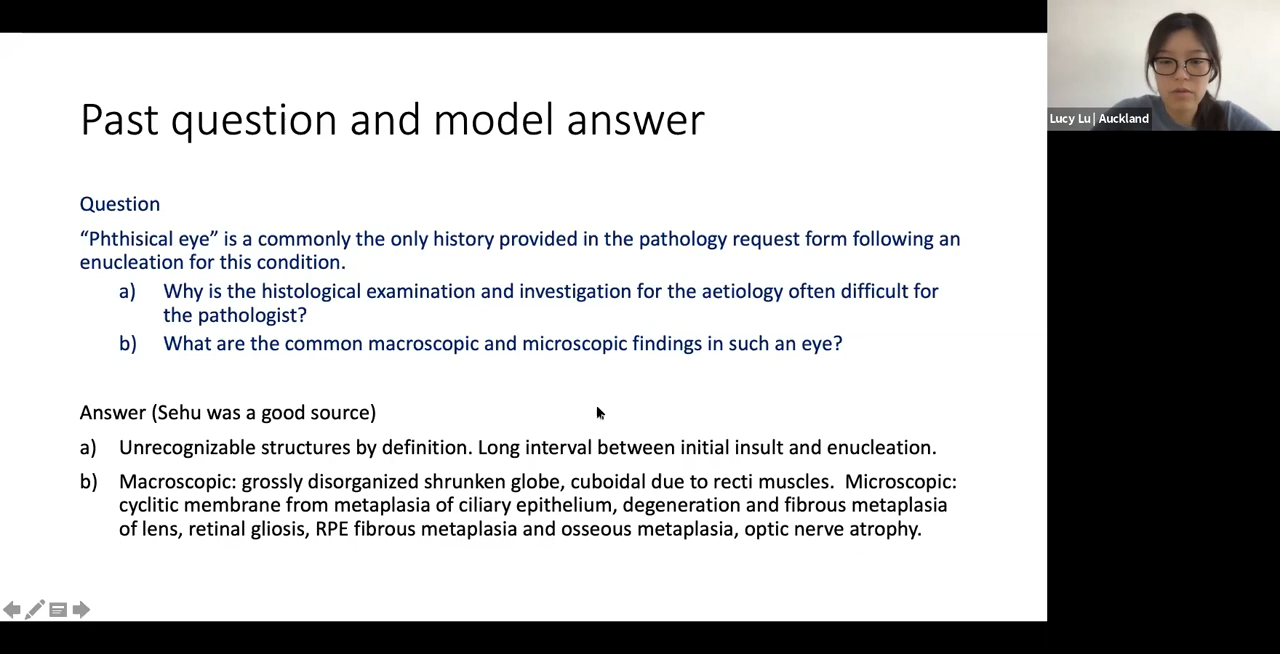 Past question and model answer
Question
“Phthisical eye” is a commonly the only history provided in the pathology request form following an
enucleation for this condition.
a) Why is the histological examination and investigation for the aetiology often difficult for
the pathologist?
b) What are the common macroscopic and microscopic findings in such an eye?
Answer (Sehu was a good source)
a) Unrecognizable structures by definition. Long interval between initial insult and enucleation.
b) Macroscopic: grossly disorganized shrunken globe, cuboidal due to recti muscles. Microscopic:
cyclitic membrane from metaplasia of ciliary epithelium, degeneration and fibrous metaplasia
of lens, retinal gliosis, RPE fibrous metaplasia and osseous metaplasia, optic nerve atrophy.
Lucy Lu | Auckland